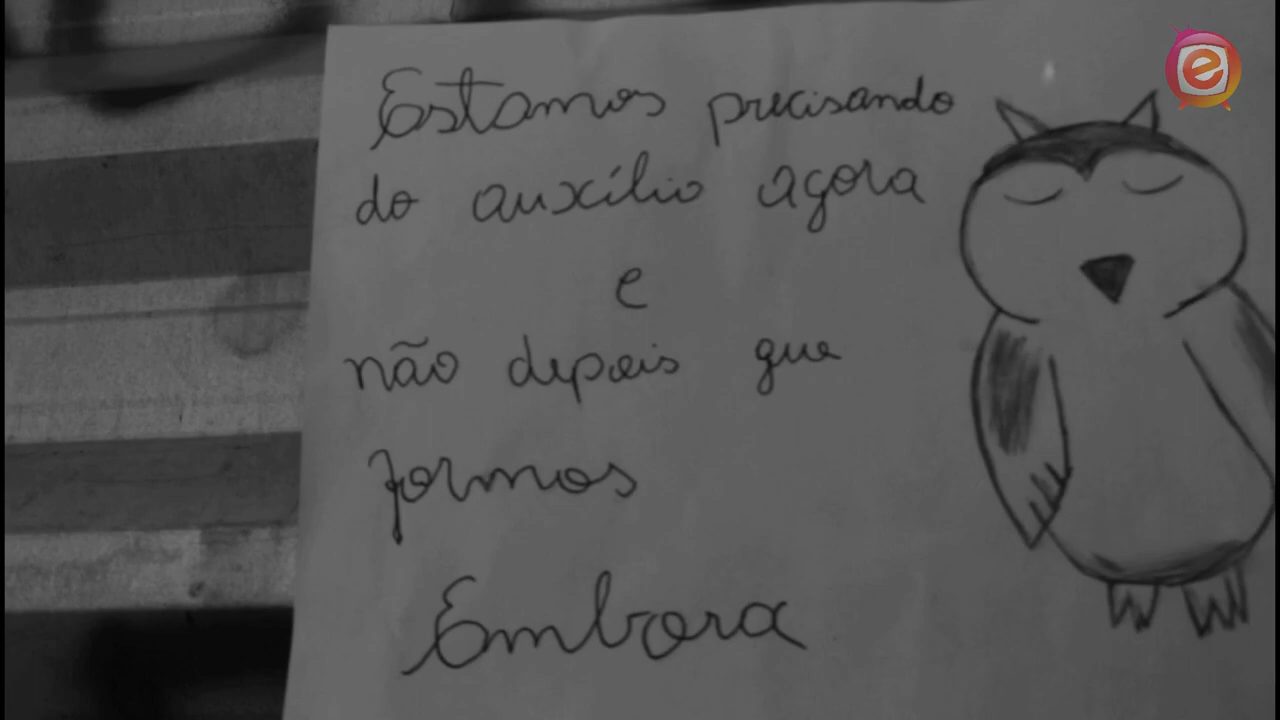 Estamos precisando
do auxílio agora
e
não depois que
formos
Embora
e